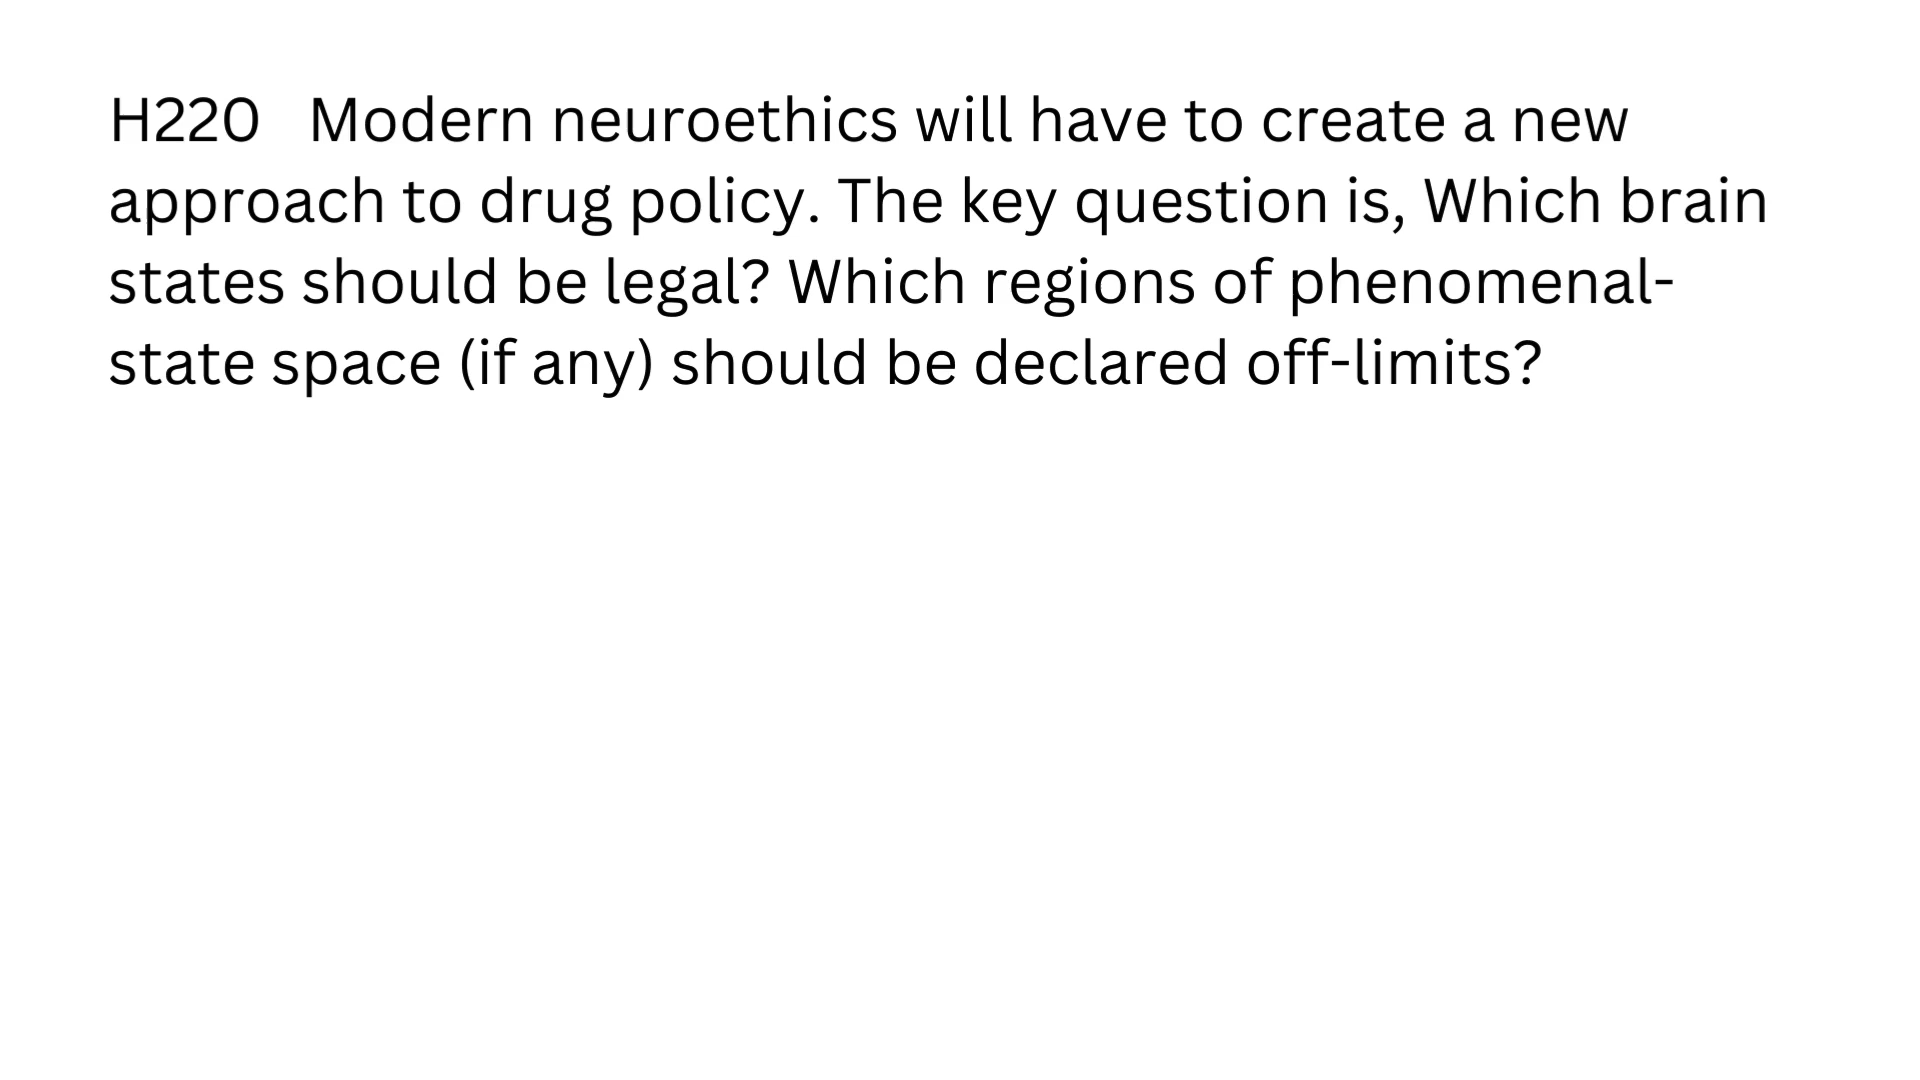 H220   Modern neuroethics will have to create a new
approach to drug policy. The key question is, Which brain
states should be legal? Which regions of phenomenal-
state space (if any) should be declared off-limits?